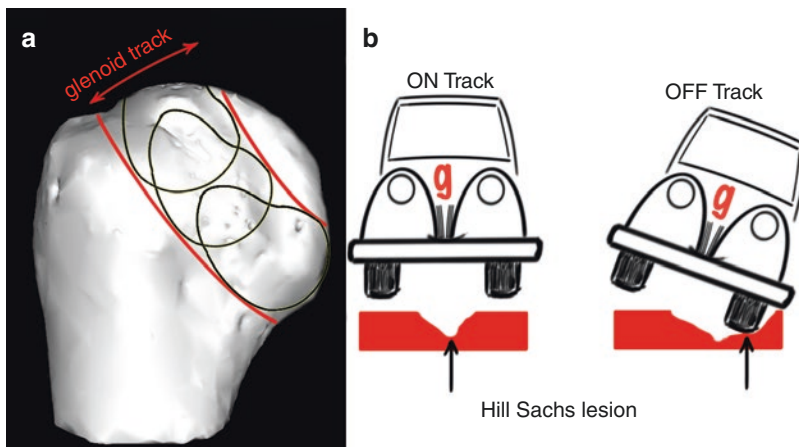 a
glenoid track
b
ON Track
OFF Track
g
g
Hill Sachs lesion